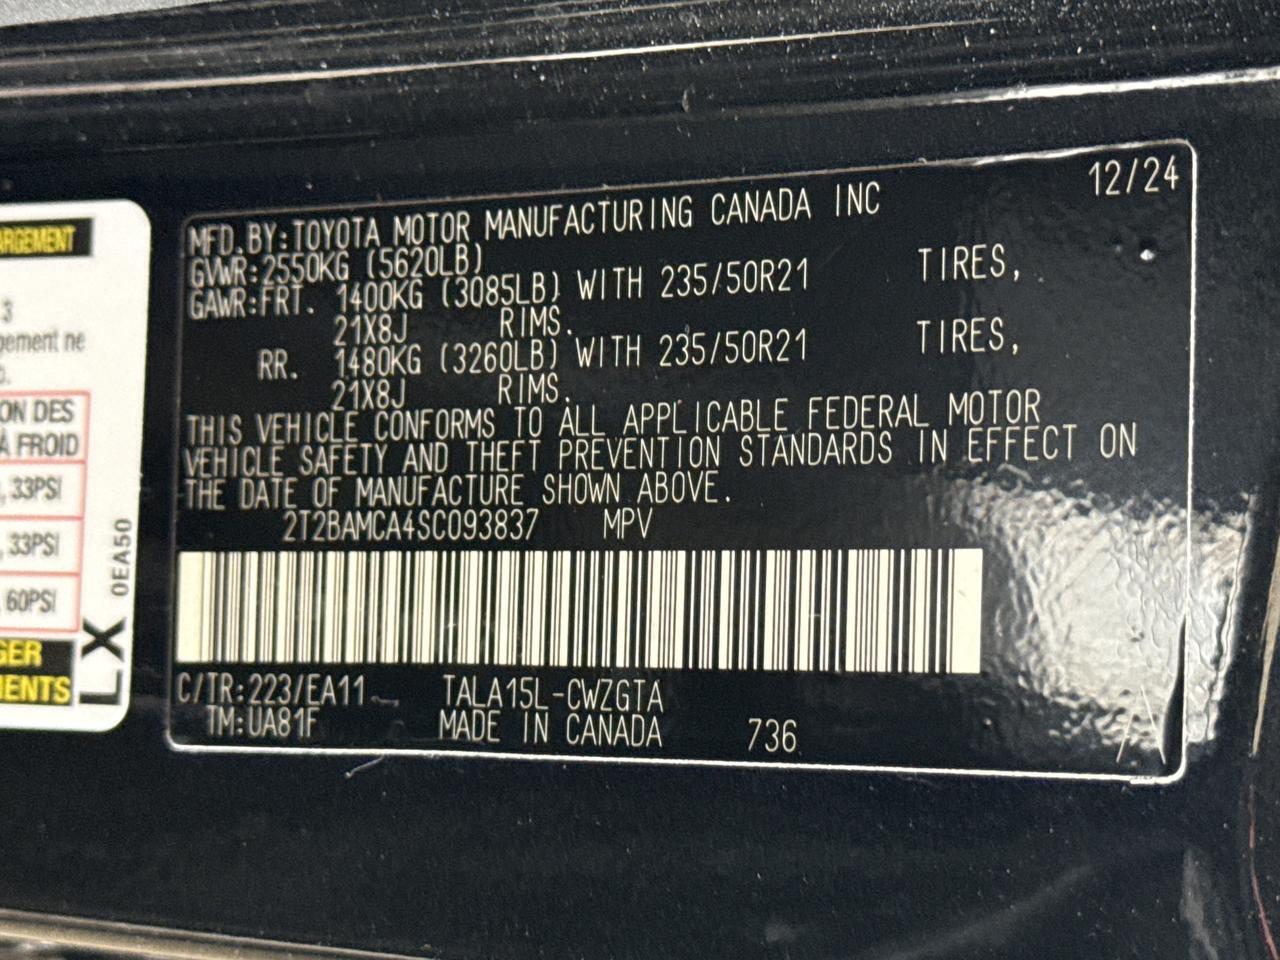 12/24
MFD.BY:TOYOTA MOTOR MANUFACTURING CANADA INC
GVWR:2550KG (5620LB)
GAWR:FRT. 1400KG (3085LB) WITH 235/50R21 TIRES,
21X8J RIMS.
RR. 1480KG (3260LB) WITH 235/50R21 TIRES,
21X8J RIMS.
THIS VEHICLE CONFORMS TO ALL APPLICABLE FEDERAL MOTOR
VEHICLE SAFETY AND THEFT PREVENTION STANDARDS IN EFFECT ON
THE DATE OF MANUFACTURE SHOWN ABOVE.
2T2BAMCA4SC093837 MPV
C/TR:223/EA11 TALA15L-CWZGTA
TM:UA81F MADE IN CANADA 736
ARGEMENT
3
gement ne
ON DES
À FROID
, 33PSI
, 33PSI
, 60PSI
GER
MENTS
LX 0EA50